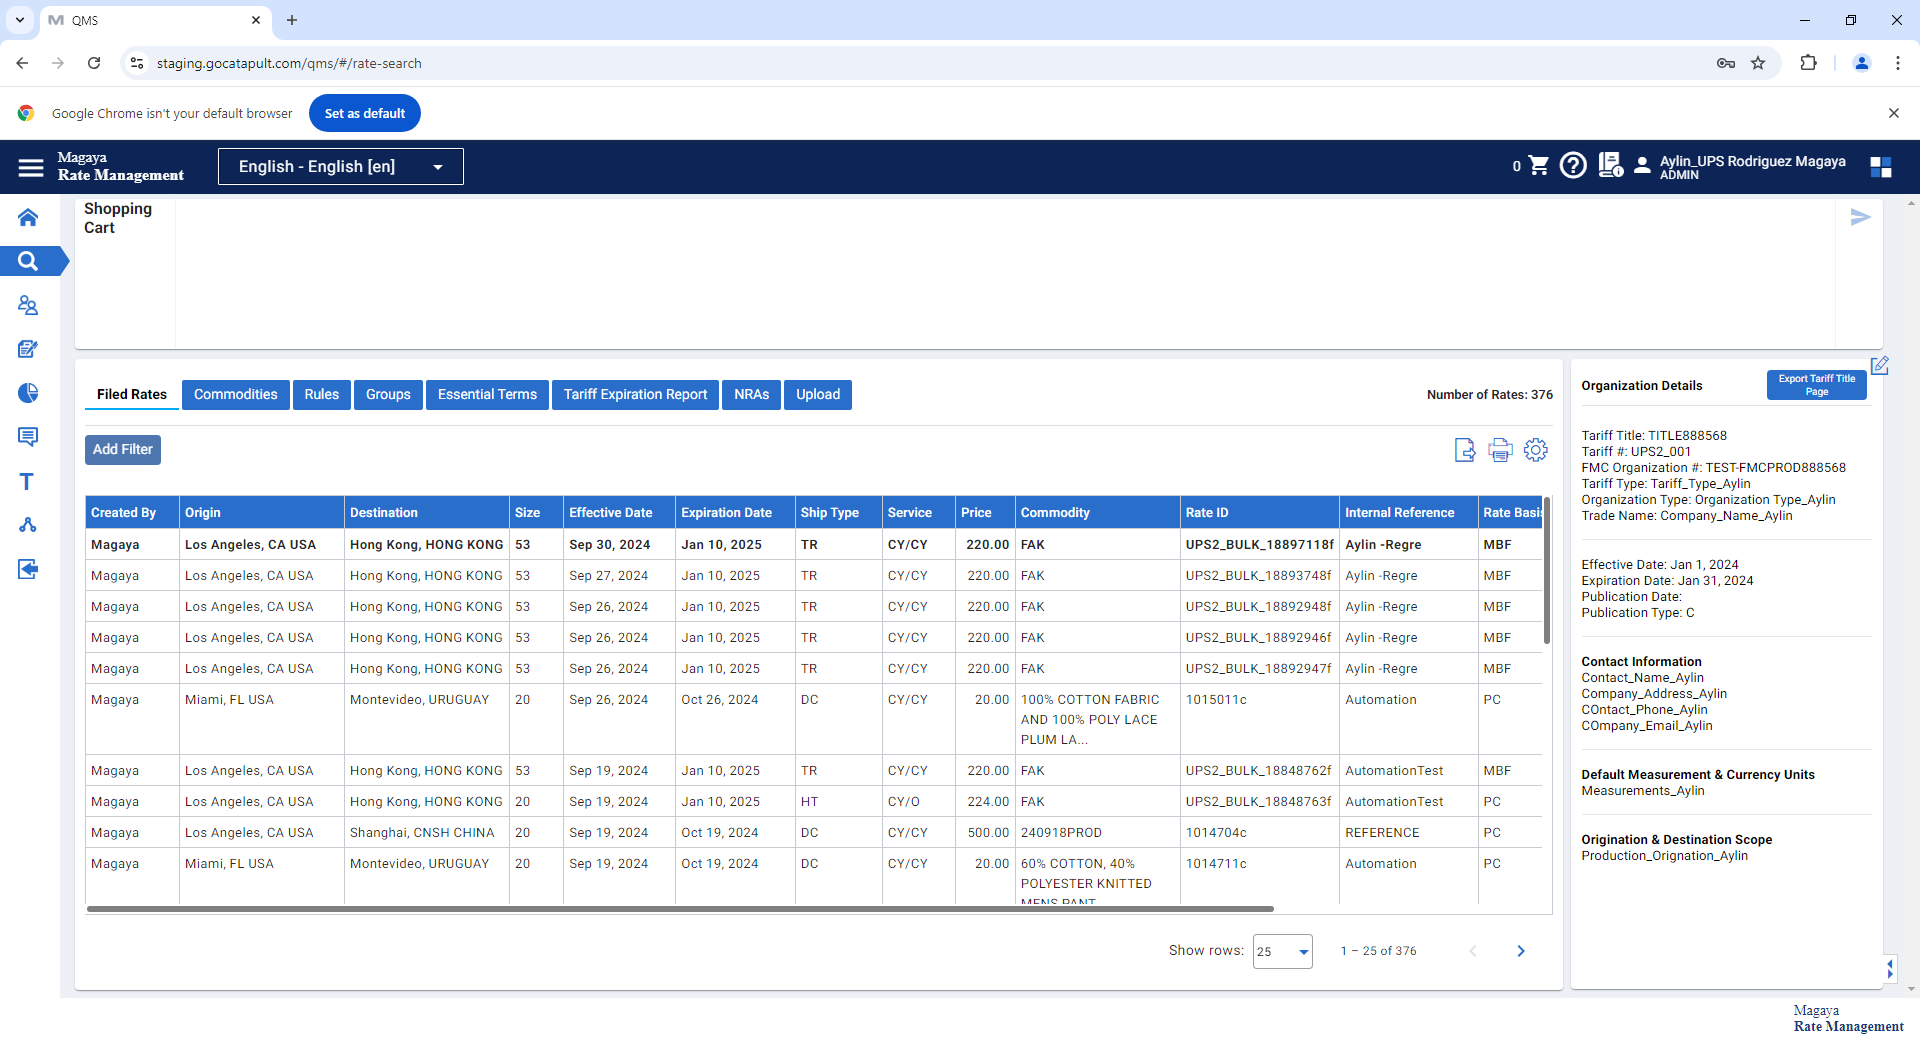 QMS
staging.gocatapult.com/qms/#/rate-search
Google Chrome isn't your default browser
Set as default
Magaya
Rate Management
English - English [en]
0
Aylin_UPS Rodriguez Magaya
ADMIN
Shopping
Cart
Filed Rates
Commodities
Rules
Groups
Essential Terms
Tariff Expiration Report
NRAs
Upload
Number of Rates: 376
Add Filter
Created By Origin Destination Size Effective Date Expiration Date Ship Type Service Price Commodity Rate ID Internal Reference Rate Basis
Magaya Los Angeles, CA USA Hong Kong, HONG KONG 53 Sep 30, 2024 Jan 10, 2025 TR CY/CY 220.00 FAK UPS2_BULK_18897118f Aylin -Regre MBF
Magaya Los Angeles, CA USA Hong Kong, HONG KONG 53 Sep 27, 2024 Jan 10, 2025 TR CY/CY 220.00 FAK UPS2_BULK_18893748f Aylin -Regre MBF
Magaya Los Angeles, CA USA Hong Kong, HONG KONG 53 Sep 26, 2024 Jan 10, 2025 TR CY/CY 220.00 FAK UPS2_BULK_18892948f Aylin -Regre MBF
Magaya Los Angeles, CA USA Hong Kong, HONG KONG 53 Sep 26, 2024 Jan 10, 2025 TR CY/CY 220.00 FAK UPS2_BULK_18892946f Aylin -Regre MBF
Magaya Los Angeles, CA USA Hong Kong, HONG KONG 53 Sep 26, 2024 Jan 10, 2025 TR CY/CY 220.00 FAK UPS2_BULK_18892947f Aylin -Regre MBF
Magaya Miami, FL USA Montevideo, URUGUAY 20 Sep 26, 2024 Oct 26, 2024 DC CY/CY 20.00 100% COTTON FABRIC 1015011c Automation PC
AND 100% POLY LACE
PLUM LA...
Magaya Los Angeles, CA USA Hong Kong, HONG KONG 53 Sep 19, 2024 Jan 10, 2025 TR CY/CY 220.00 FAK UPS2_BULK_18848762f AutomationTest MBF
Magaya Los Angeles, CA USA Hong Kong, HONG KONG 20 Sep 19, 2024 Jan 10, 2025 HT CY/O 224.00 FAK UPS2_BULK_18848763f AutomationTest PC
Magaya Los Angeles, CA USA Shanghai, CNSH CHINA 20 Sep 19, 2024 Oct 19, 2024 DC CY/CY 500.00 240918PROD 1014704c REFERENCE PC
Magaya Miami, FL USA Montevideo, URUGUAY 20 Sep 19, 2024 Oct 19, 2024 DC CY/CY 20.00 60% COTTON, 40% 1014711c Automation PC
POLYESTER KNITTED
MENS PANT
Show rows: 25 1 – 25 of 376
Organization Details
Export Tariff Title
Page
Tariff Title: TITLE888568
Tariff #: UPS2_001
FMC Organization #: TEST-FMCPROD888568
Tariff Type: Tariff_Type_Aylin
Organization Type: Organization Type_Aylin
Trade Name: Company_Name_Aylin
Effective Date: Jan 1, 2024
Expiration Date: Jan 31, 2024
Publication Date:
Publication Type: C
Contact Information
Contact_Name_Aylin
Company_Address_Aylin
COntact_Phone_Aylin
COmpany_Email_Aylin
Default Measurement & Currency Units
Measurements_Aylin
Origination & Destination Scope
Production_Orignation_Aylin
Magaya
Rate Management